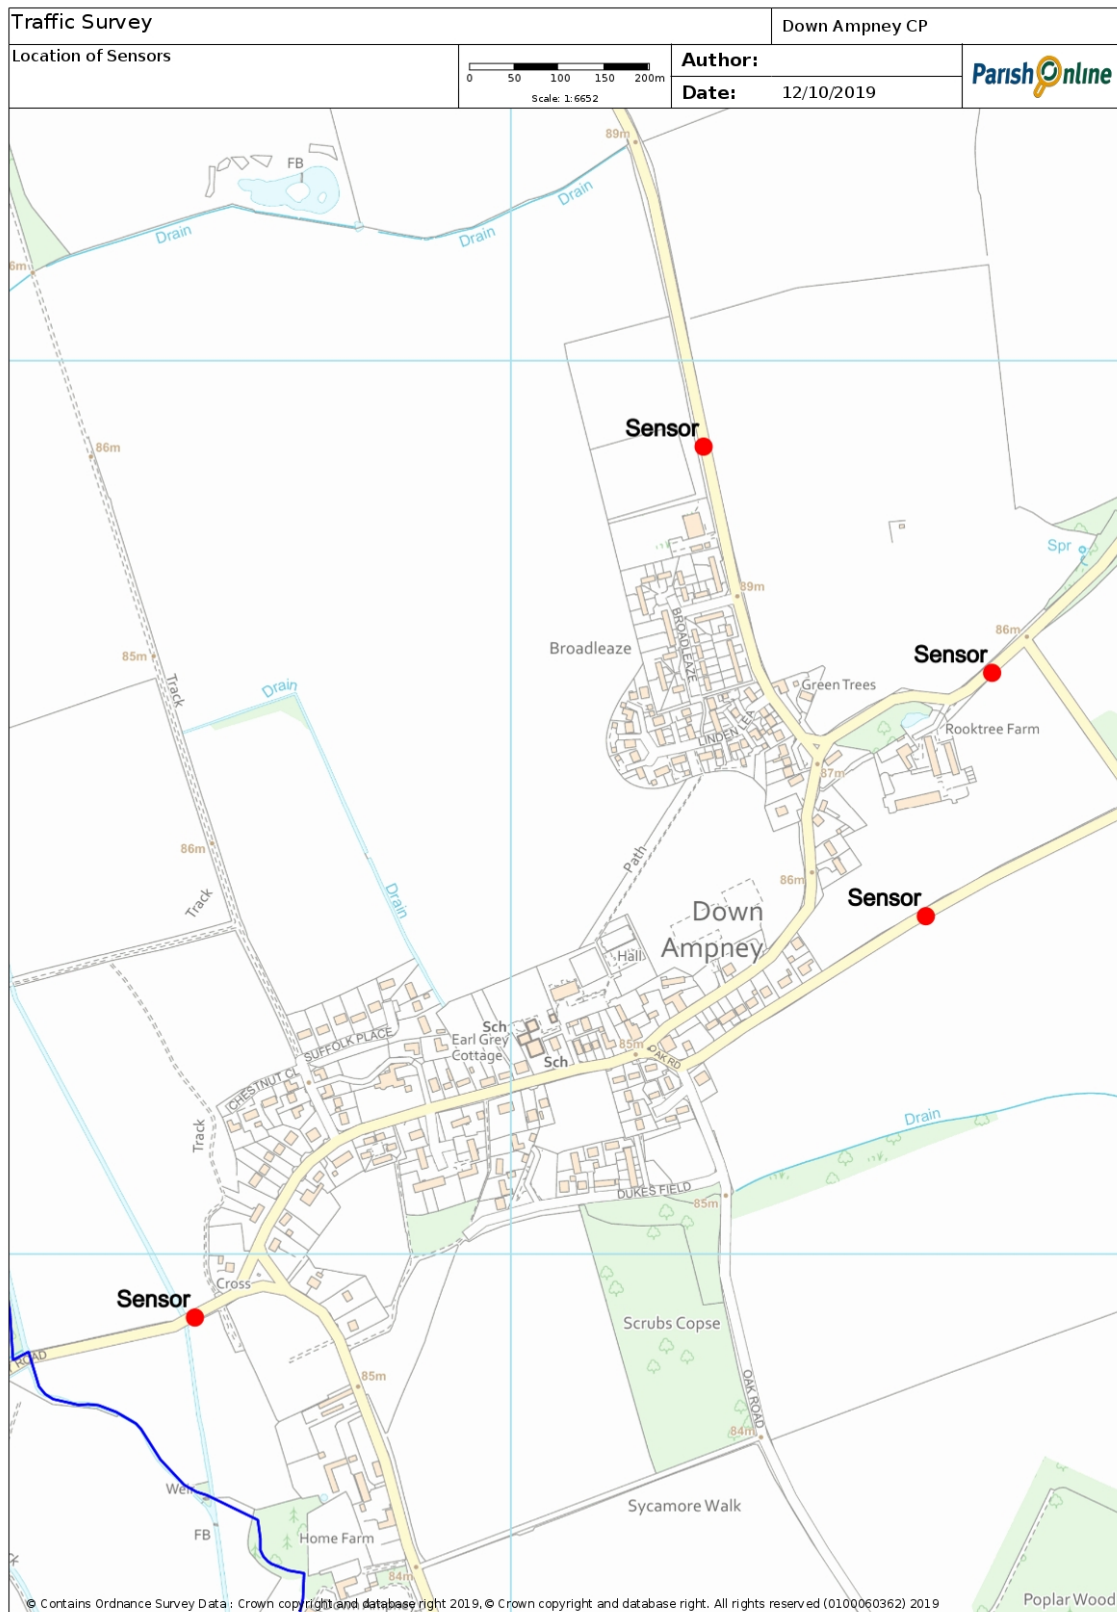 Traffic Survey
Down Ampney CP
Location of Sensors
0 50 100 150 200m
Scale: 1:6652
Author:
Date: 12/10/2019
Parish Online
89m
FB
Drain
Drain
Drain
6m
Sensor
86m
Spr
89m
BROADLEAZE
86m
Broadleaze
Sensor
85m
Track
Drain
Green Trees
LINDEN LEA
Rooktree Farm
87m
86m
Path
Track
Drain
86m
Sensor
Down
Ampney
Hall
Sch
SUFFOLK PLACE
Earl Grey
Cottage
85m
OAK RD
Sch
CHESTNUT CL
Drain
Track
DUKES FIELD
85m
85m
Cross
Sensor
Scrubs Copse
ROAD
85m
OAK ROAD
84m
Weir
Sycamore Walk
FB
Home Farm
84m
Poplar Wood
© Contains Ordnance Survey Data : Crown copyright and database right 2019, © Crown copyright and database right. All rights reserved (0100060362) 2019